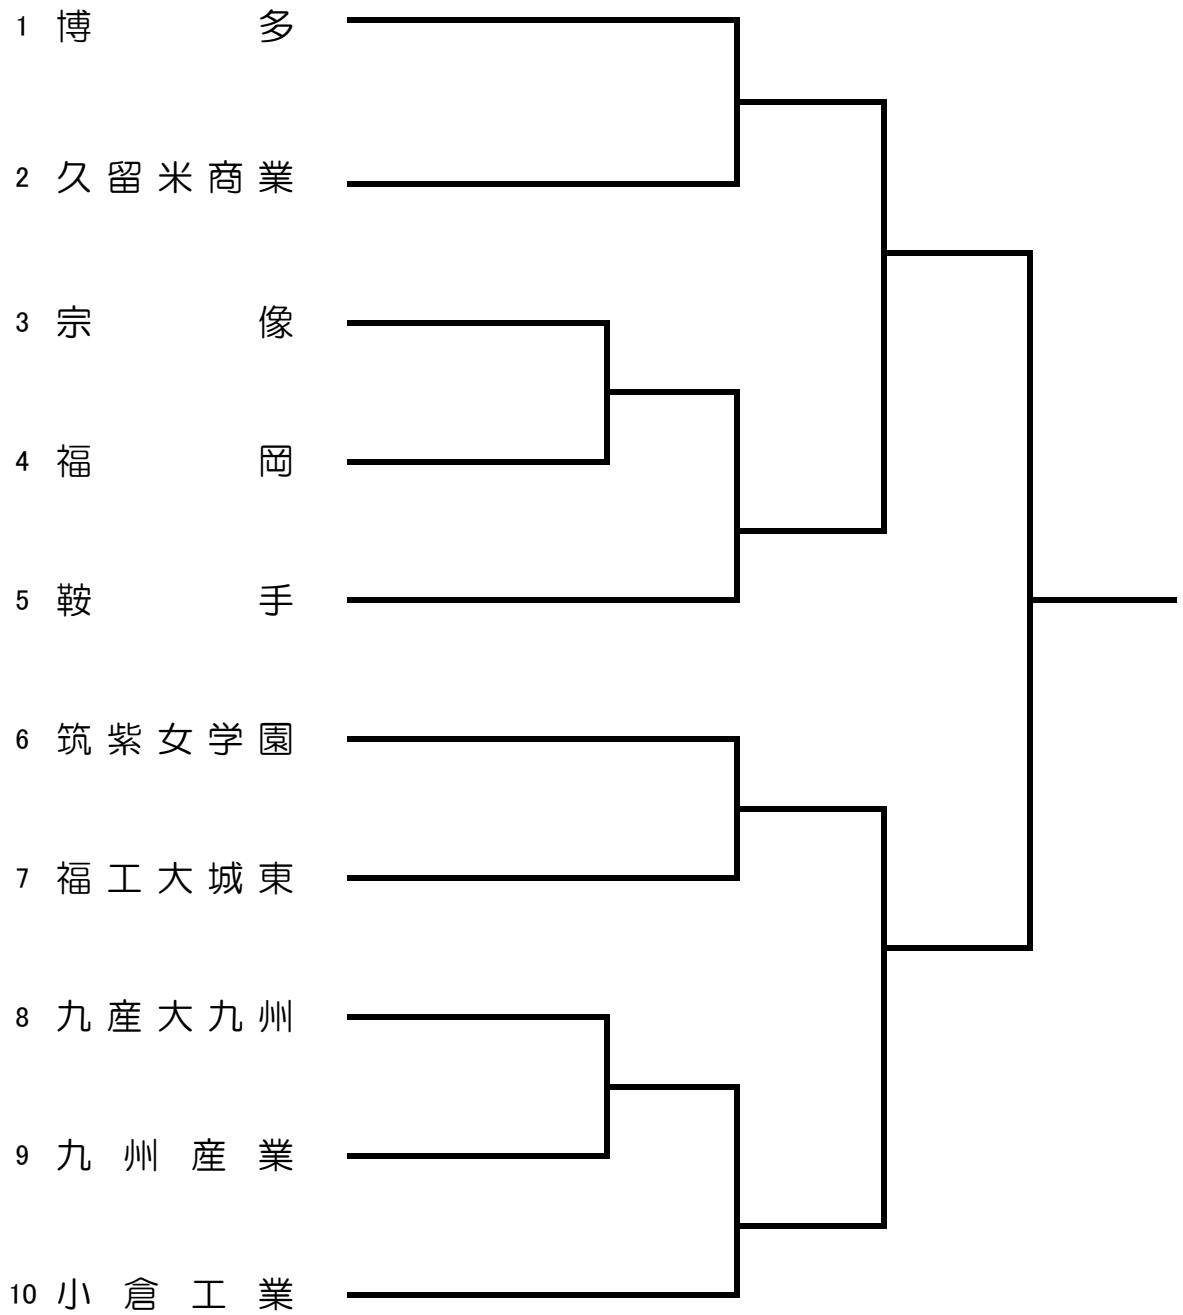 1 博多
2 久留米商業
3 宗像
4 福岡
5 鞍手
6 筑紫女学園
7 福工大城東
8 九産大九州
9 九州産業
10 小倉工業